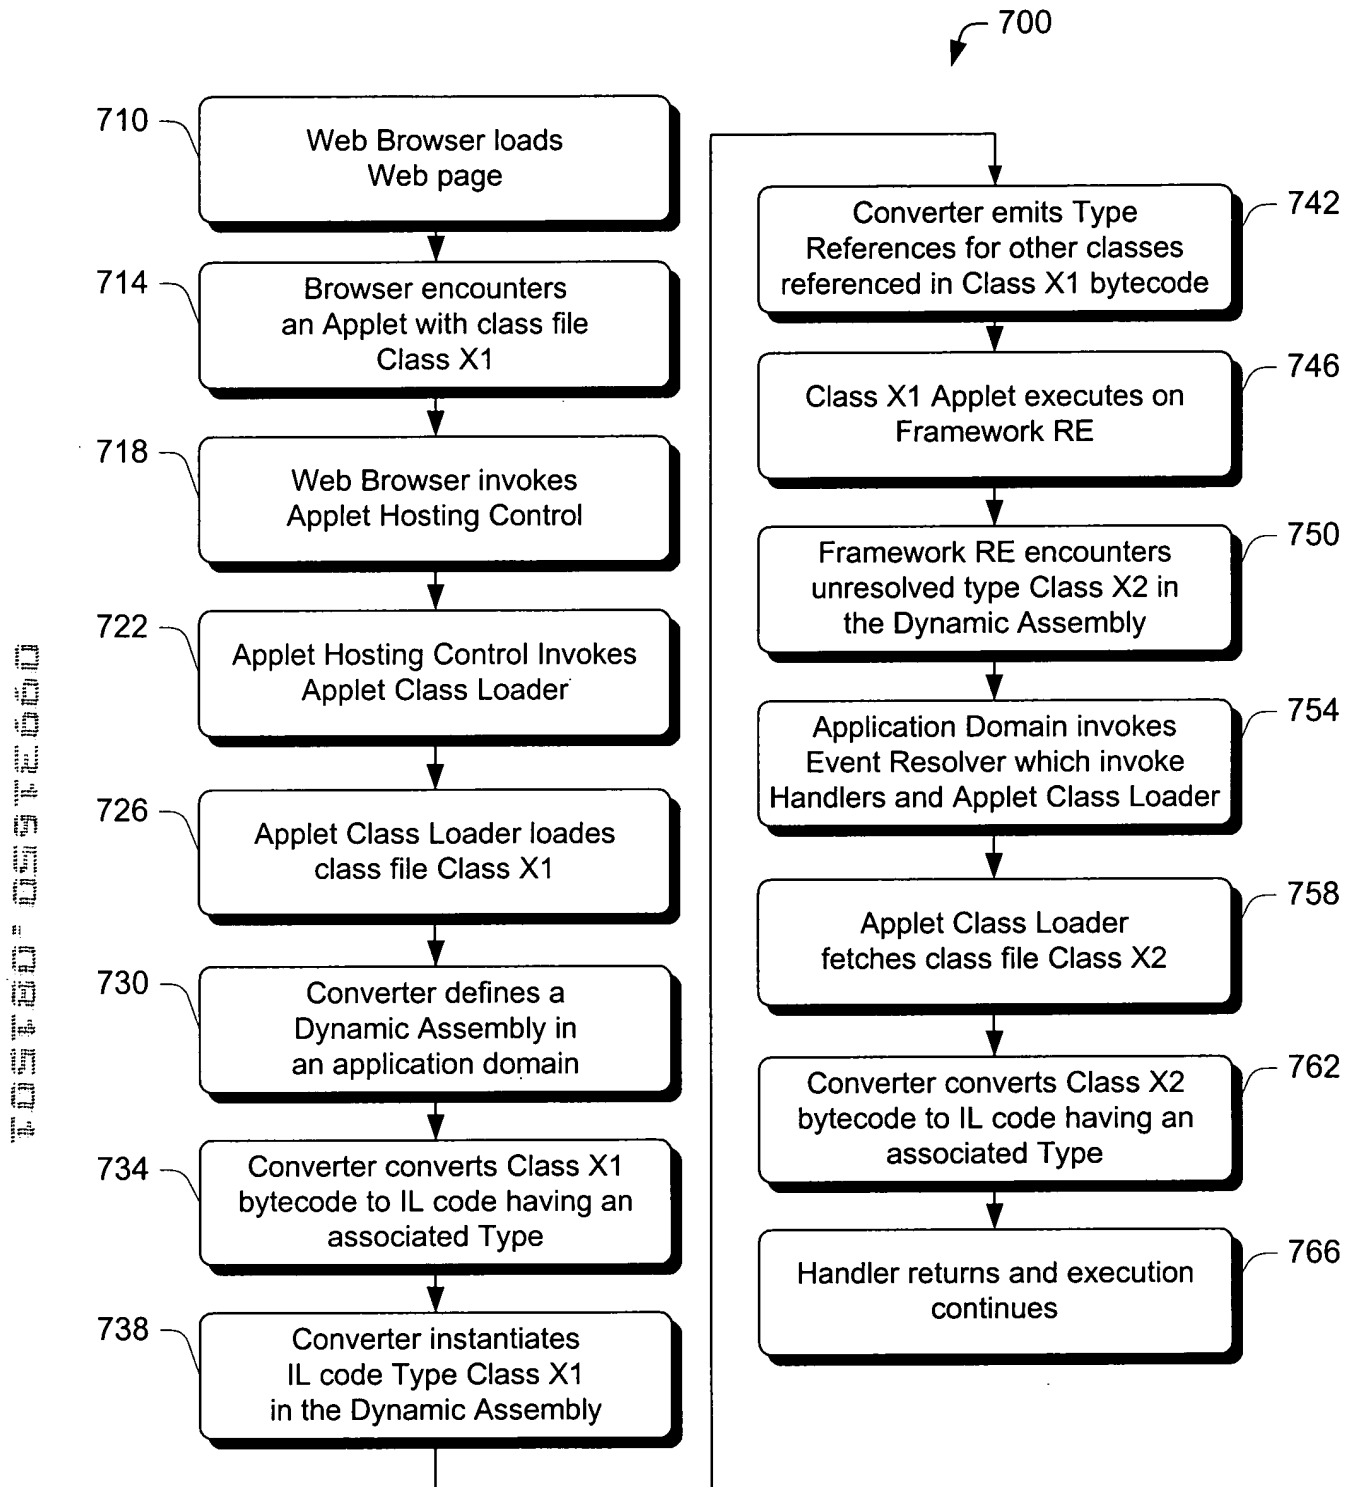 700
710
Web Browser loads
Web page
714
Browser encounters
an Applet with class file
Class X1
718
Web Browser invokes
Applet Hosting Control
722
Applet Hosting Control Invokes
Applet Class Loader
726
Applet Class Loader loades
class file Class X1
730
Converter defines a
Dynamic Assembly in
an application domain
734
Converter converts Class X1
bytecode to IL code having an
associated Type
738
Converter instantiates
IL code Type Class X1
in the Dynamic Assembly
742
Converter emits Type
References for other classes
referenced in Class X1 bytecode
746
Class X1 Applet executes on
Framework RE
750
Framework RE encounters
unresolved type Class X2 in
the Dynamic Assembly
754
Application Domain invokes
Event Resolver which invoke
Handlers and Applet Class Loader
758
Applet Class Loader
fetches class file Class X2
762
Converter converts Class X2
bytecode to IL code having an
associated Type
766
Handler returns and execution
continues